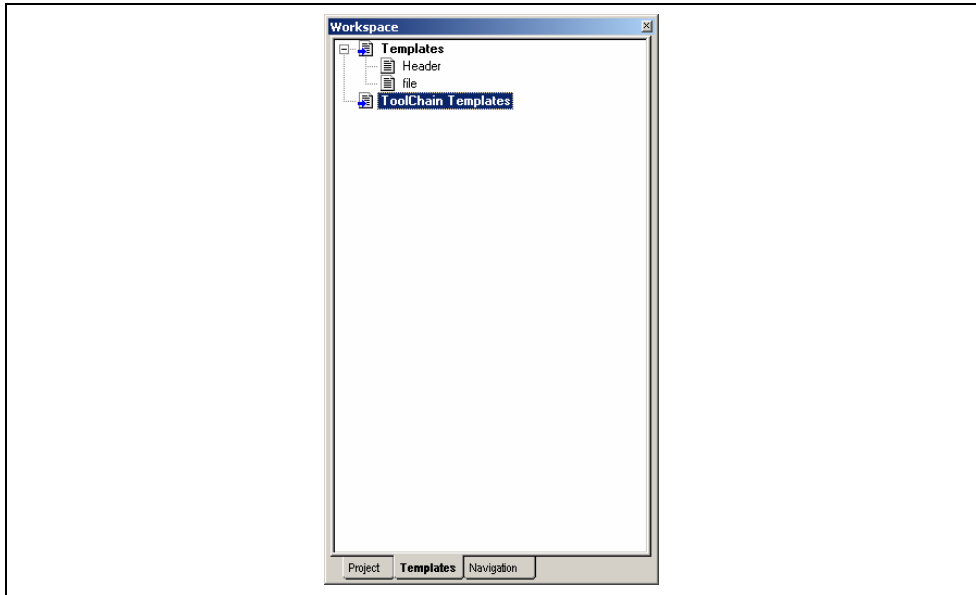 Workspace
Templates
Header
file
ToolChain Templates
Project Templates Navigation